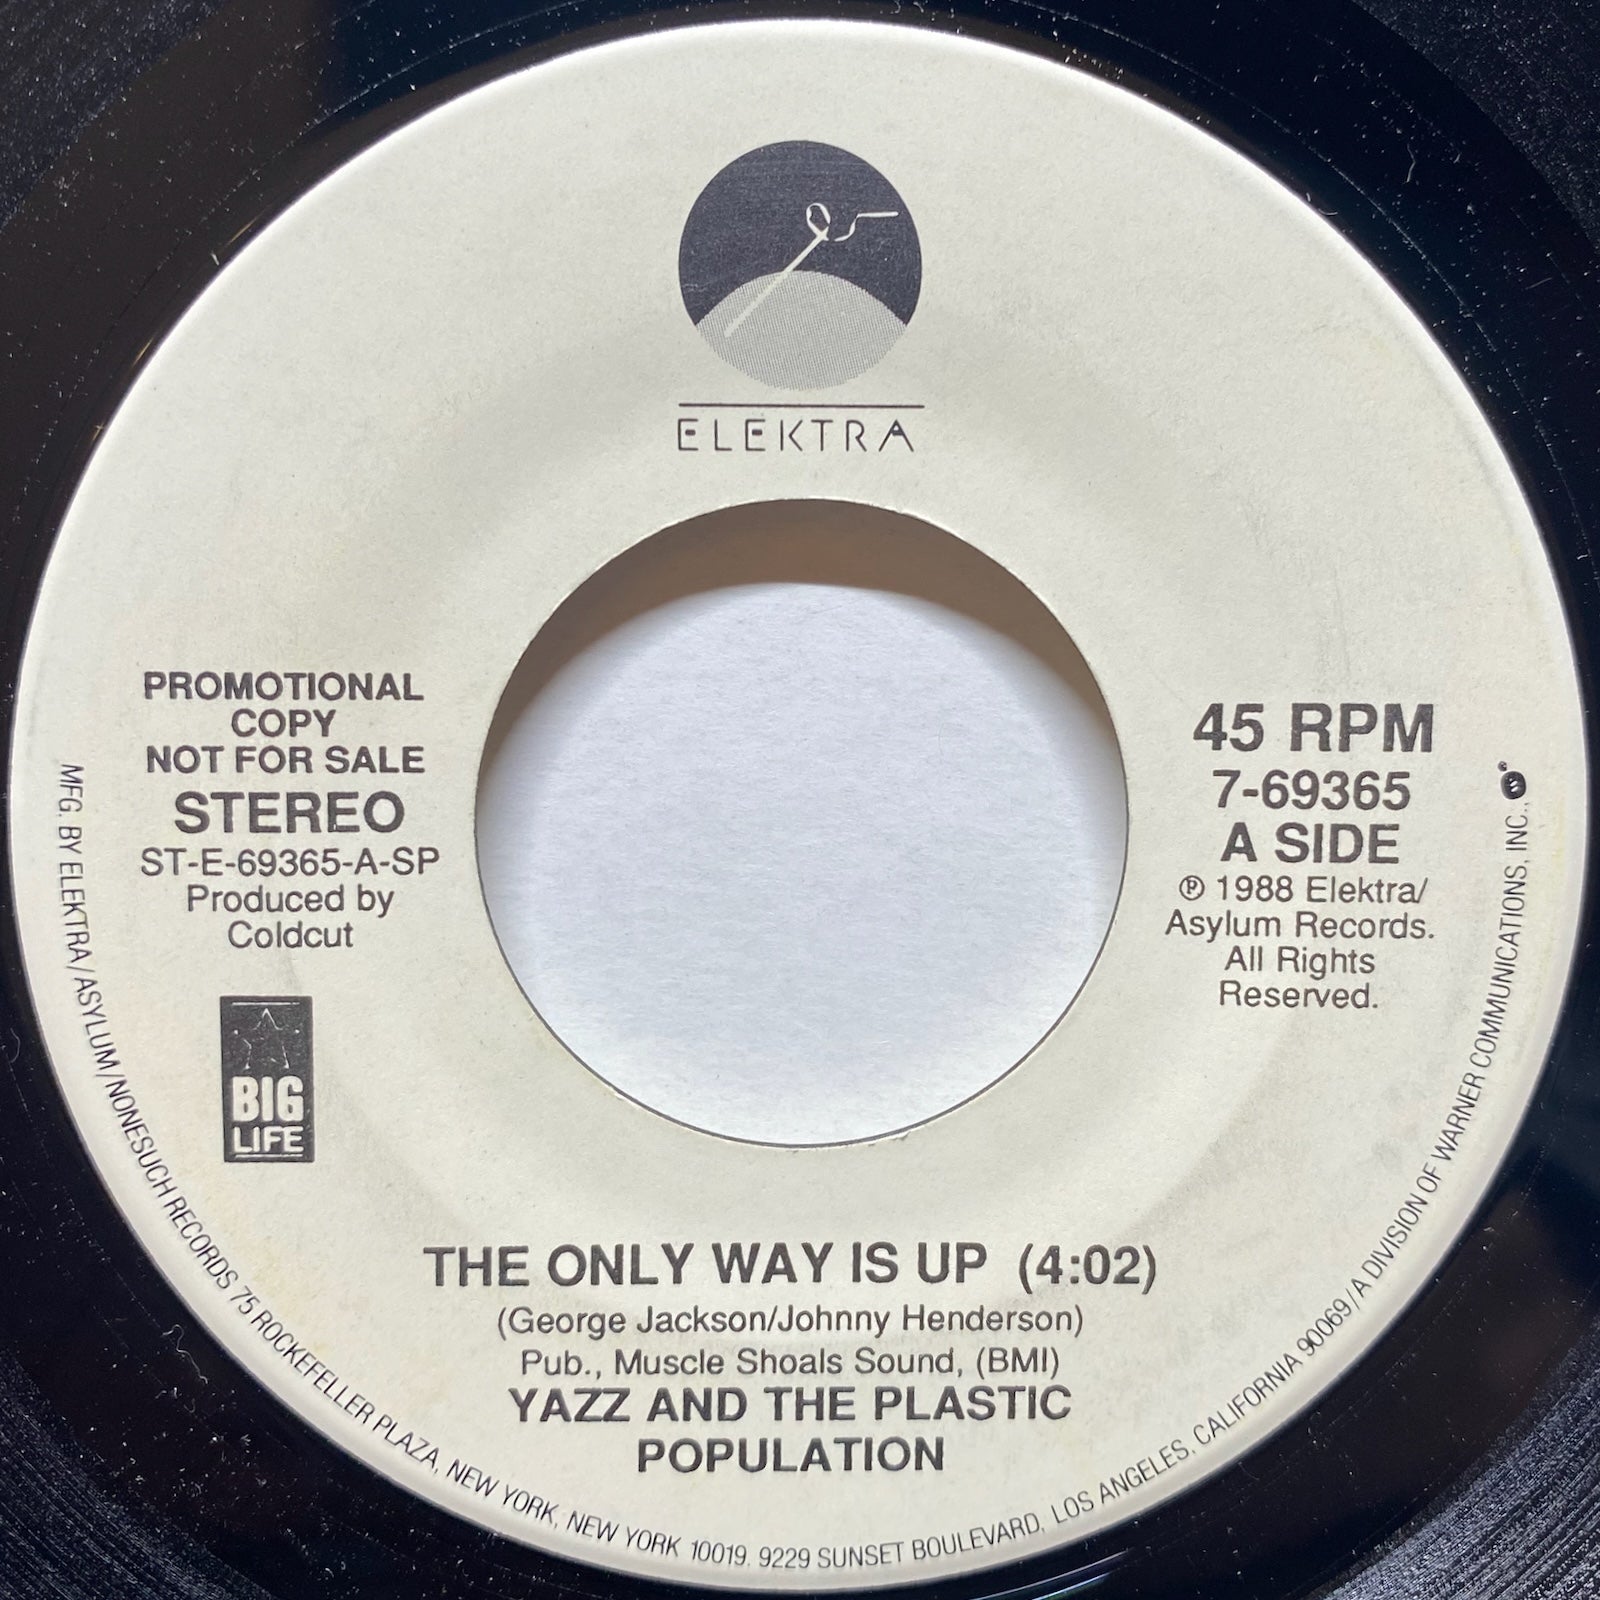 ELEKTRA
PROMOTIONAL
COPY
NOT FOR SALE
STEREO
ST-E-69365-A-SP
Produced by
Coldcut
BIG
LIFE
45 RPM
7-69365
A SIDE
℗ 1988 Elektra/
Asylum Records.
All Rights
Reserved.
THE ONLY WAY IS UP (4:02)
(George Jackson/Johnny Henderson)
Pub., Muscle Shoals Sound, (BMI)
YAZZ AND THE PLASTIC
POPULATION
MFG. BY ELEKTRA/ASYLUM/NONESUCH RECORDS 75 ROCKEFELLER PLAZA, NEW YORK, NEW YORK 10019. 9229 SUNSET BOULEVARD, LOS ANGELES, CALIFORNIA 90069/A DIVISION OF WARNER COMMUNICATIONS, INC.,